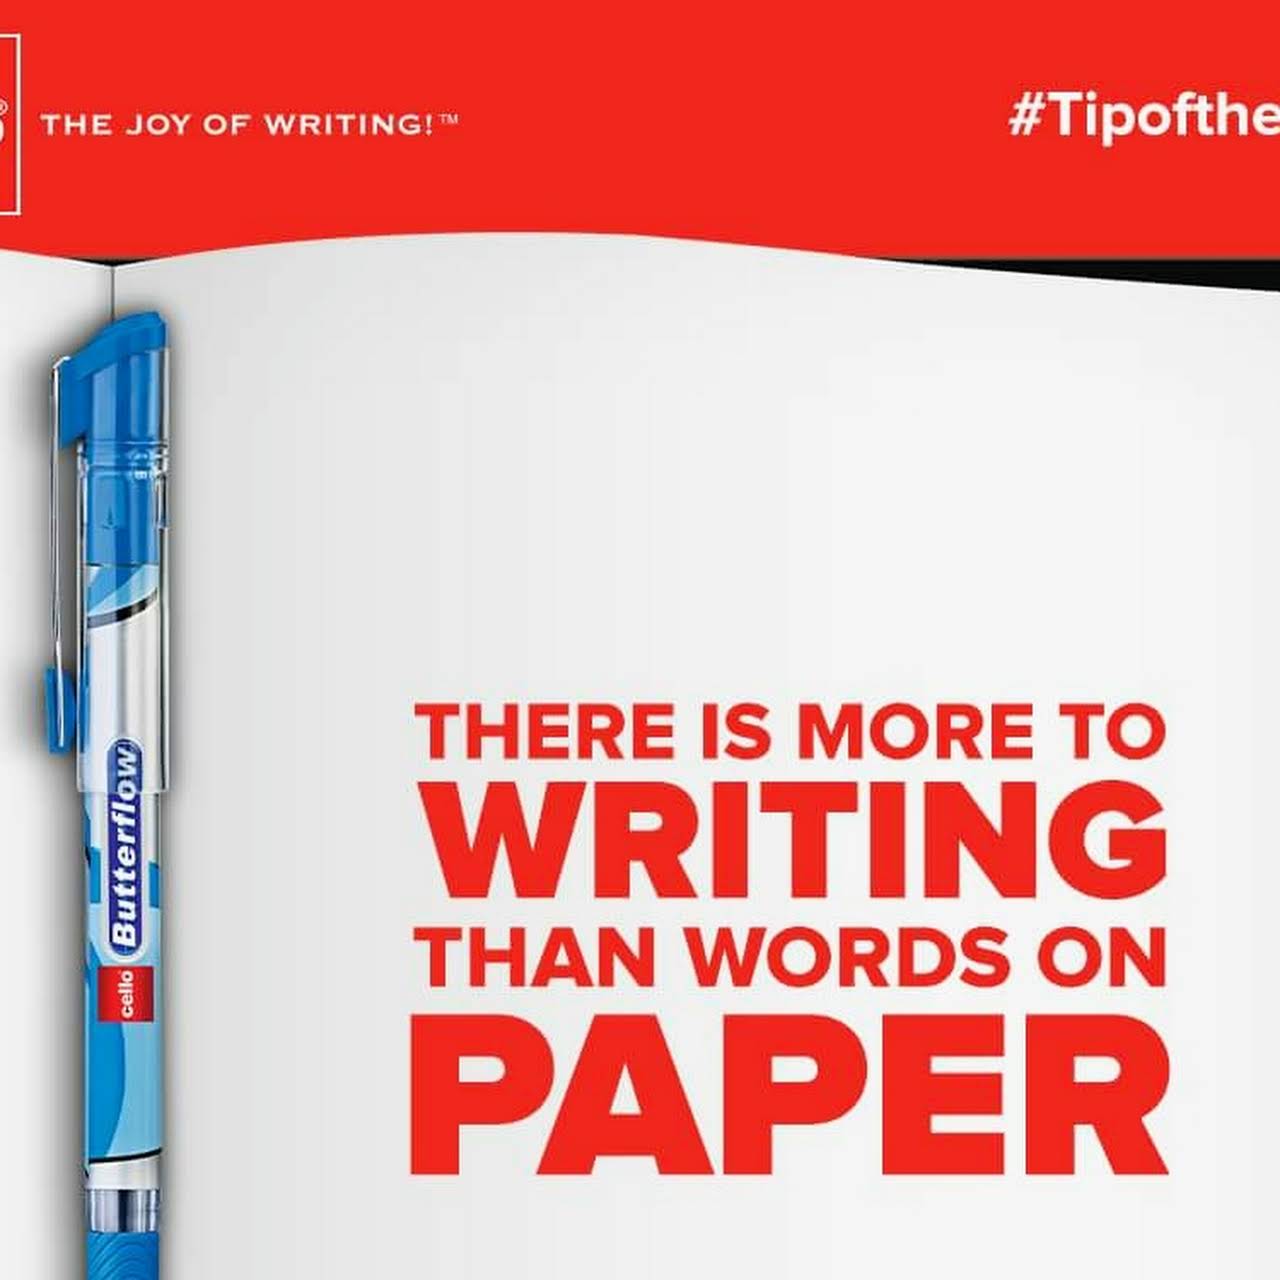 THE JOY OF WRITING!™
#Tipofthe
THERE IS MORE TO
WRITING
THAN WORDS ON
PAPER
Butterflow
cello